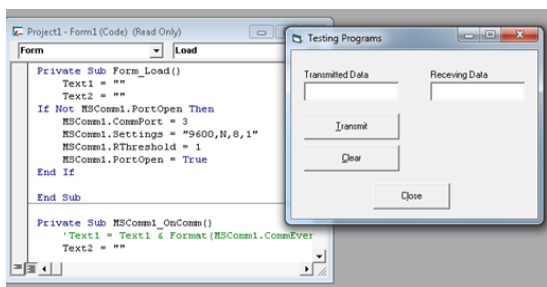 Project1 - Form1 (Code) (Read Only)
Form
Load
Private Sub Form_Load()
Text1 = ""
Text2 = ""
If Not MSComm1.PortOpen Then
MSComm1.CommPort = 3
MSComm1.Settings = "9600,N,8,1"
MSComm1.RThreshold = 1
MSComm1.PortOpen = True
End If
End Sub
Private Sub MSComm1_OnComm()
'Text1 = Text1 & Format(MSComm1.CommEver
Text2 = ""
Testing Programs
Transmitted Data
Receving Data
Transmit
Clear
Close